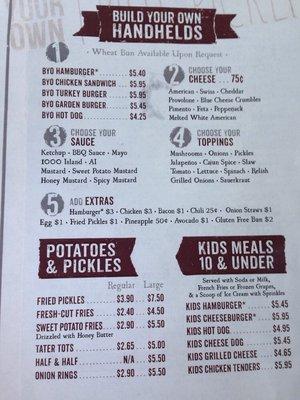 BUILD YOUR OWN
HANDHELDS
• Wheat Bun Available Upon Request •
1
BYO HAMBURGER* $5.40
BYO CHICKEN SANDWICH $5.95
BYO TURKEY BURGER $5.95
BYO GARDEN BURGER $5.45
BYO HOT DOG $4.25
2 CHOOSE YOUR
CHEESE 75¢
American • Swiss • Cheddar
Provolone • Blue Cheese Crumbles
Pimento • Feta • Pepperjack
Melted White American
3 CHOOSE YOUR
SAUCE
Ketchup • BBQ Sauce • Mayo
1000 Island • A1
Mustard • Sweet Potato Mustard
Honey Mustard • Spicy Mustard
4 CHOOSE YOUR
TOPPINGS
Mushrooms • Onions • Pickles
Jalapeños • Cajun Spice • Slaw
Tomato • Lettuce • Spinach • Relish
Grilled Onions • Sauerkraut
5 ADD EXTRAS
Hamburger* $3 • Chicken $3 • Bacon $1 • Chili 25¢ • Onion Straws $1
Egg $1 • Fried Pickles $1 • Pineapple 50¢ • Avocado $1 • Gluten Free Bun $2
POTATOES
& PICKLES
Regular Large
FRIED PICKLES $3.90 $7.50
FRESH-CUT FRIES $2.40 $4.50
SWEET POTATO FRIES $2.90 $5.50
Drizzled with Honey Butter
TATER TOTS $2.65 $5.00
HALF & HALF N/A $5.50
ONION RINGS $2.90 $5.50
KIDS MEALS
10 & UNDER
Served with Soda or Milk,
French Fries or Frozen Grapes,
& a Scoop of Ice Cream with Sprinkles
KIDS HAMBURGER* $5.45
KIDS CHEESEBURGER* $5.95
KIDS HOT DOG $4.95
KIDS CHEESE DOG $5.45
KIDS GRILLED CHEESE $4.65
KIDS CHICKEN TENDERS $5.95